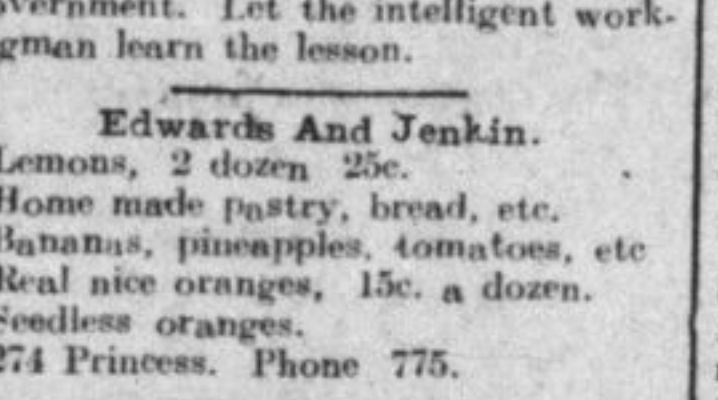 overnment. Let the intelligent work-
gman learn the lesson.
Edwards And Jenkin.
Lemons, 2 dozen 25c.
Home made pastry, bread, etc.
Bananas, pineapples, tomatoes, etc
Real nice oranges, 15c. a dozen.
Seedless oranges.
274 Princess. Phone 775.